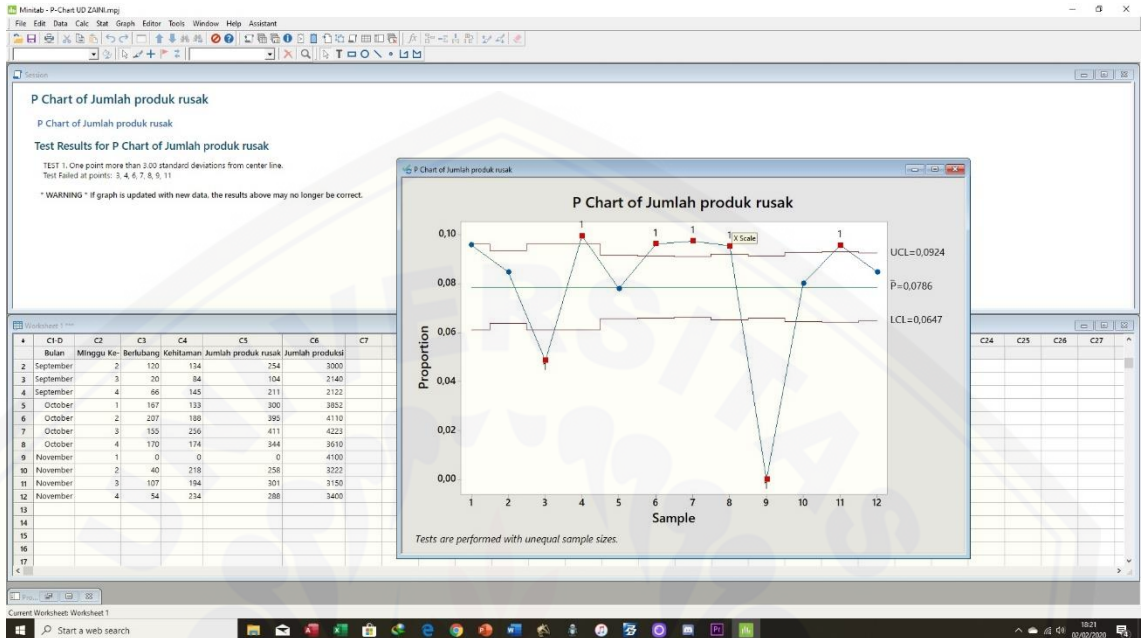 Minitab - P-Chart UD ZAINI.mpj
File Edit Data Calc Stat Graph Editor Tools Window Help Assistant
Session
P Chart of Jumlah produk rusak
P Chart of Jumlah produk rusak
Test Results for P Chart of Jumlah produk rusak
TEST 1. One point more than 3.00 standard deviations from center line.
Test Failed at points: 3, 4, 6, 7, 8, 9, 11
* WARNING * If graph is updated with new data, the results above may no longer be correct.
P Chart of Jumlah produk rusak
P Chart of Jumlah produk rusak
0,10
0,08
0,06
0,04
0,02
0,00
Proportion
1 1 1 1 1
X Scale
UCL=0,0924
P̅=0,0786
LCL=0,0647
1 2 3 4 5 6 7 8 9 10 11 12
Sample
Tests are performed with unequal sample sizes.
Worksheet 1 ***
C1-D C2 C3 C4 C5 C6 C7 C24 C25 C26 C27
Bulan Minggu Ke- Berlubang Kehitaman Jumlah produk rusak Jumlah produksi
2 September 2 120 134 254 3000
3 September 3 20 84 104 2140
4 September 4 66 145 211 2122
5 October 1 167 133 300 3852
6 October 2 207 188 395 4110
7 October 3 155 256 411 4223
8 October 4 170 174 344 3610
9 November 1 0 0 0 4100
10 November 2 40 218 258 3222
11 November 3 107 194 301 3150
12 November 4 54 234 288 3400
13
14
15
16
17
Current Worksheet: Worksheet 1
Start a web search
18:21
02/02/2020
UNIVERSITAS